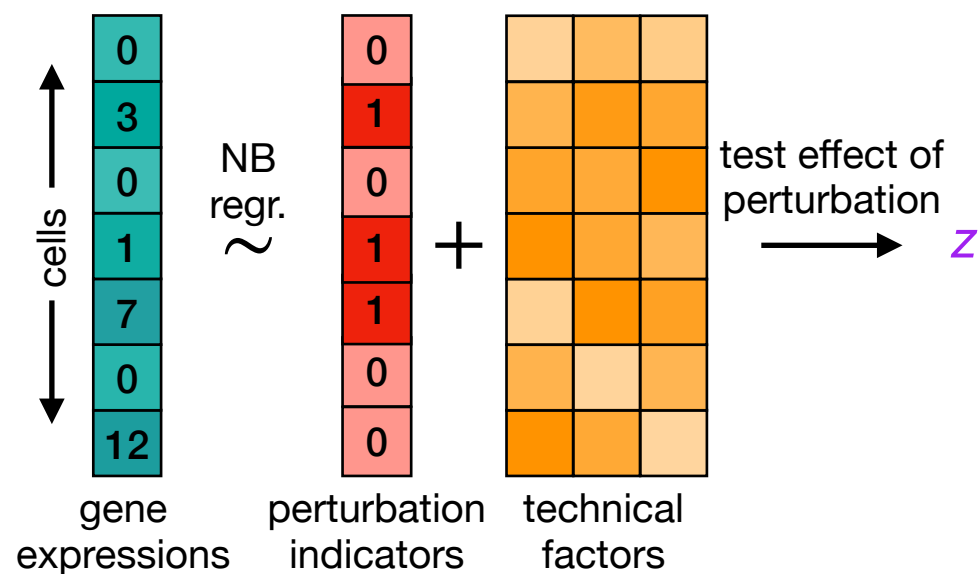 cells
0
3
0
1
7
0
12
gene
expressions
NB
regr.
~
0
1
0
1
1
0
0
perturbation
indicators
+
technical
factors
test effect of
perturbation
z